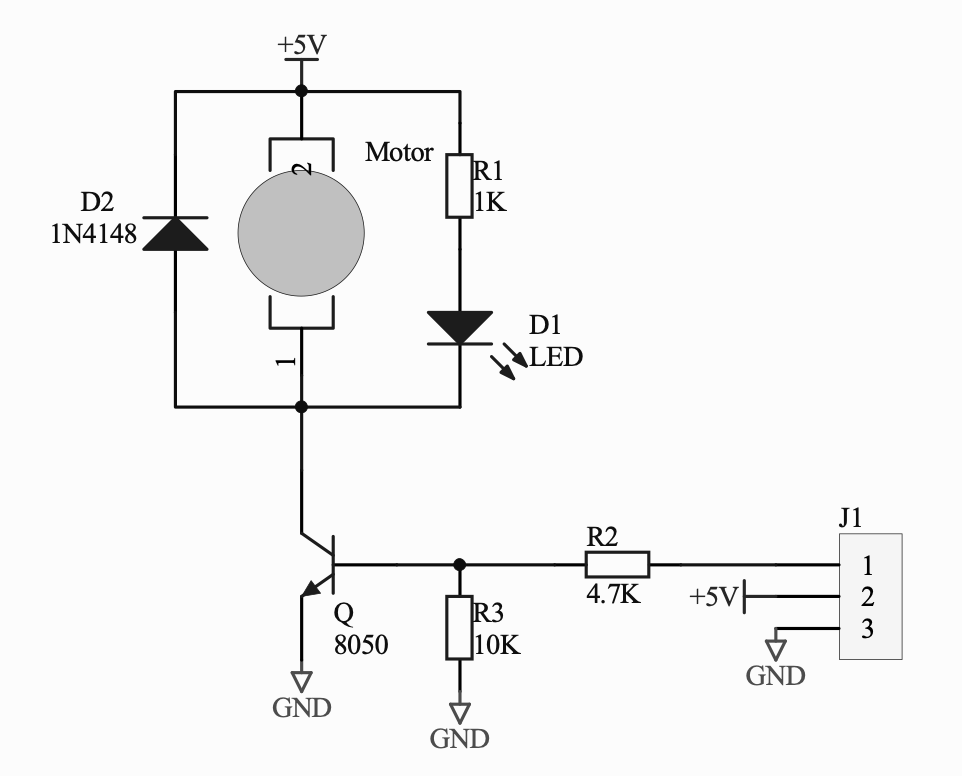 +5V
2
Motor
R1
1K
D2
1N4148
D1
LED
1
J1
R2
1
4.7K
+5V
2
3
Q
8050
R3
10K
GND
GND
GND